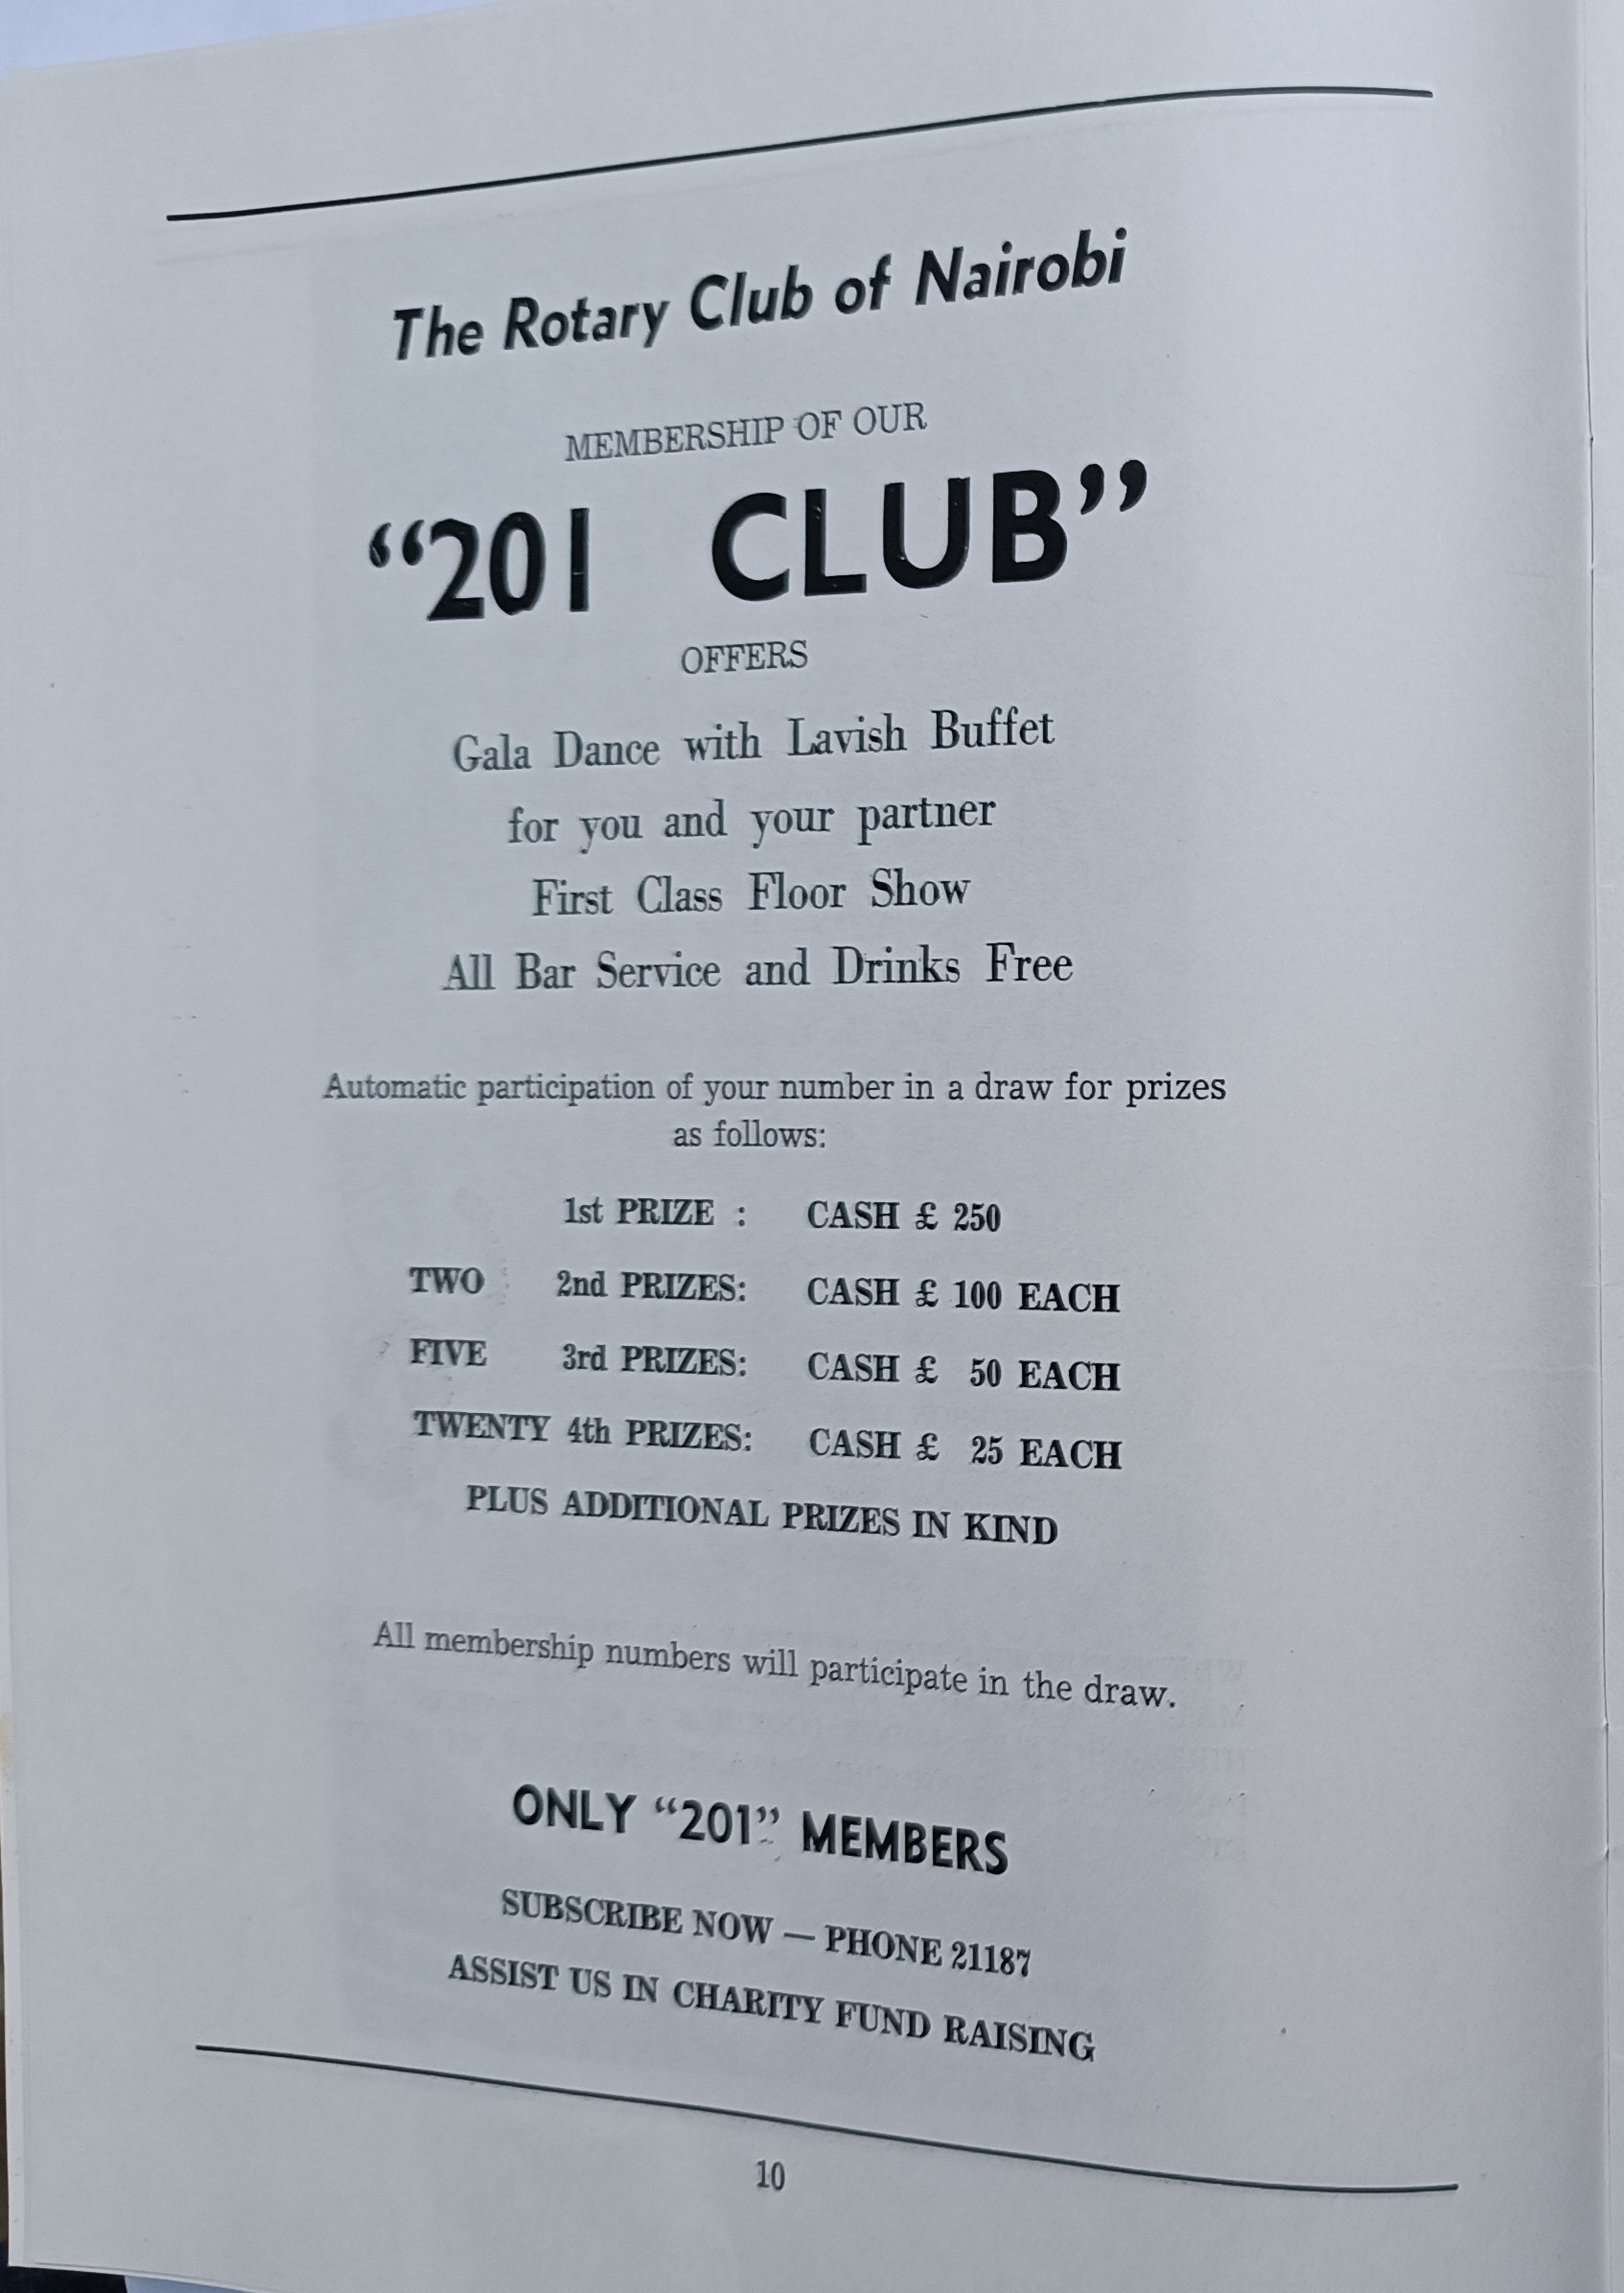 The Rotary Club of Nairobi
MEMBERSHIP OF OUR
“201 CLUB”
OFFERS
Gala Dance with Lavish Buffet
for you and your partner
First Class Floor Show
All Bar Service and Drinks Free
Automatic participation of your number in a draw for prizes
as follows:
1st PRIZE : CASH £ 250
TWO 2nd PRIZES: CASH £ 100 EACH
FIVE 3rd PRIZES: CASH £ 50 EACH
TWENTY 4th PRIZES: CASH £ 25 EACH
PLUS ADDITIONAL PRIZES IN KIND
All membership numbers will participate in the draw.
ONLY “201” MEMBERS
SUBSCRIBE NOW — PHONE 21187
ASSIST US IN CHARITY FUND RAISING
10